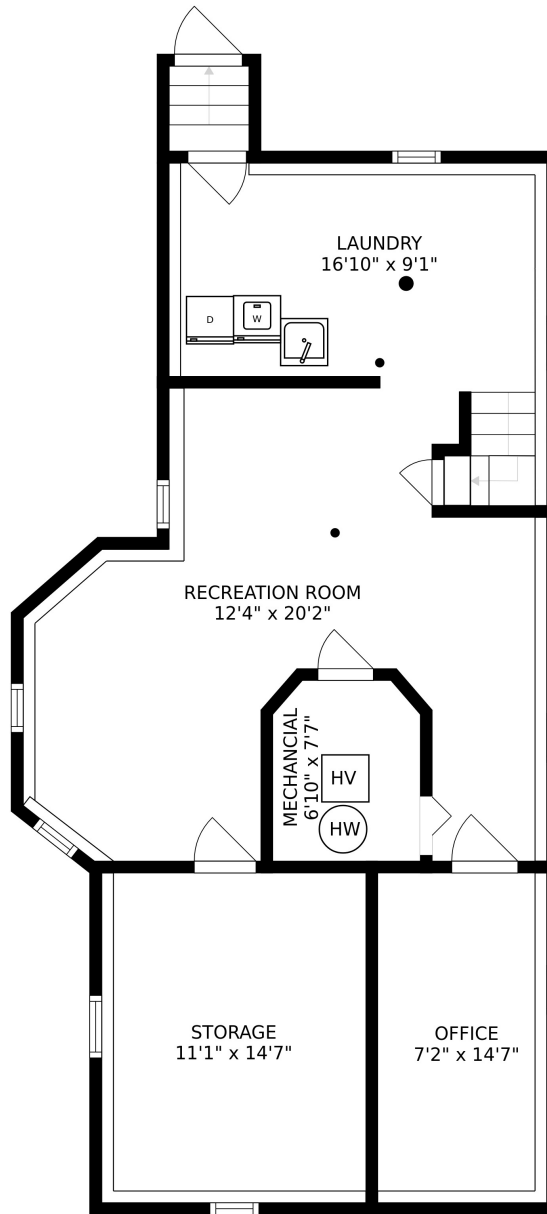 LAUNDRY
16'10" x 9'1"
D
W
RECREATION ROOM
12'4" x 20'2"
MECHANCIAL
6'10" x 7'7"
HV
HW
STORAGE
11'1" x 14'7"
OFFICE
7'2" x 14'7"